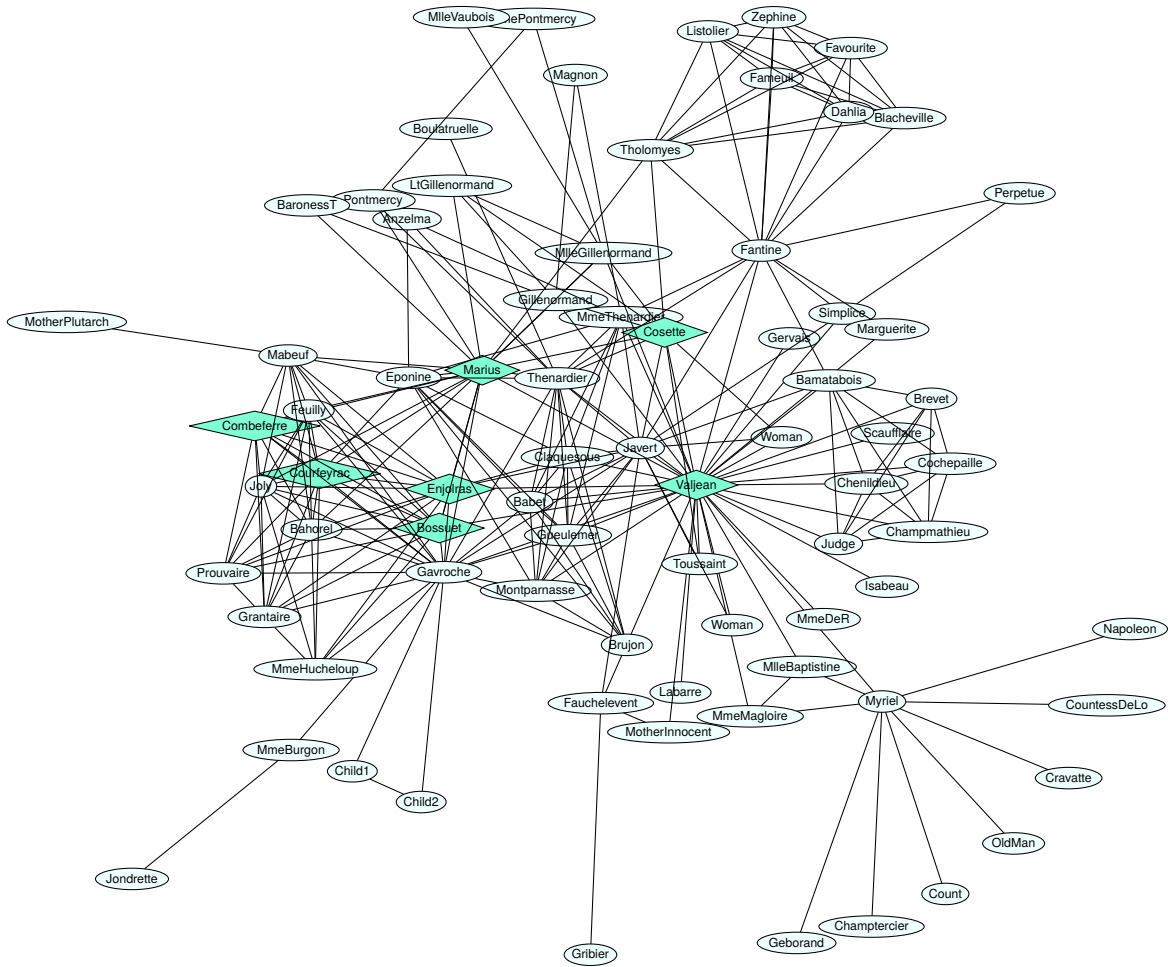 MlleVaubois
nePontmercy
Zephine
Listolier
Favourite
Magnon
Fameuil
Dahlia
Blacheville
Boulatruelle
Tholomyes
LtGillenormand
Perpetue
BaronessT
Pontmercy
Anzelma
MlleGillenormand
Fantine
Gillenormand
MmeThenardier
Simplice
MotherPlutarch
Cosette
Marguerite
Gervais
Mabeuf
Marius
Eponine
Thenardier
Bamatabois
Brevet
Feuilly
Combeferre
Woman
Scaufflaire
Javert
Claquesous
Cochepaille
Courfeyrac
Joly
Enjolras
Valjean
Chenildieu
Babet
Bahorel
Bossuet
Gueulemer
Champmathieu
Judge
Toussaint
Prouvaire
Gavroche
Isabeau
Montparnasse
Grantaire
MmeDeR
Woman
Napoleon
Brujon
MmeHucheloup
MlleBaptistine
Labarre
Fauchelevent
Myriel
CountessDeLo
MmeMagloire
MotherInnocent
MmeBurgon
Child1
Cravatte
Child2
OldMan
Jondrette
Count
Champtercier
Geborand
Gribier